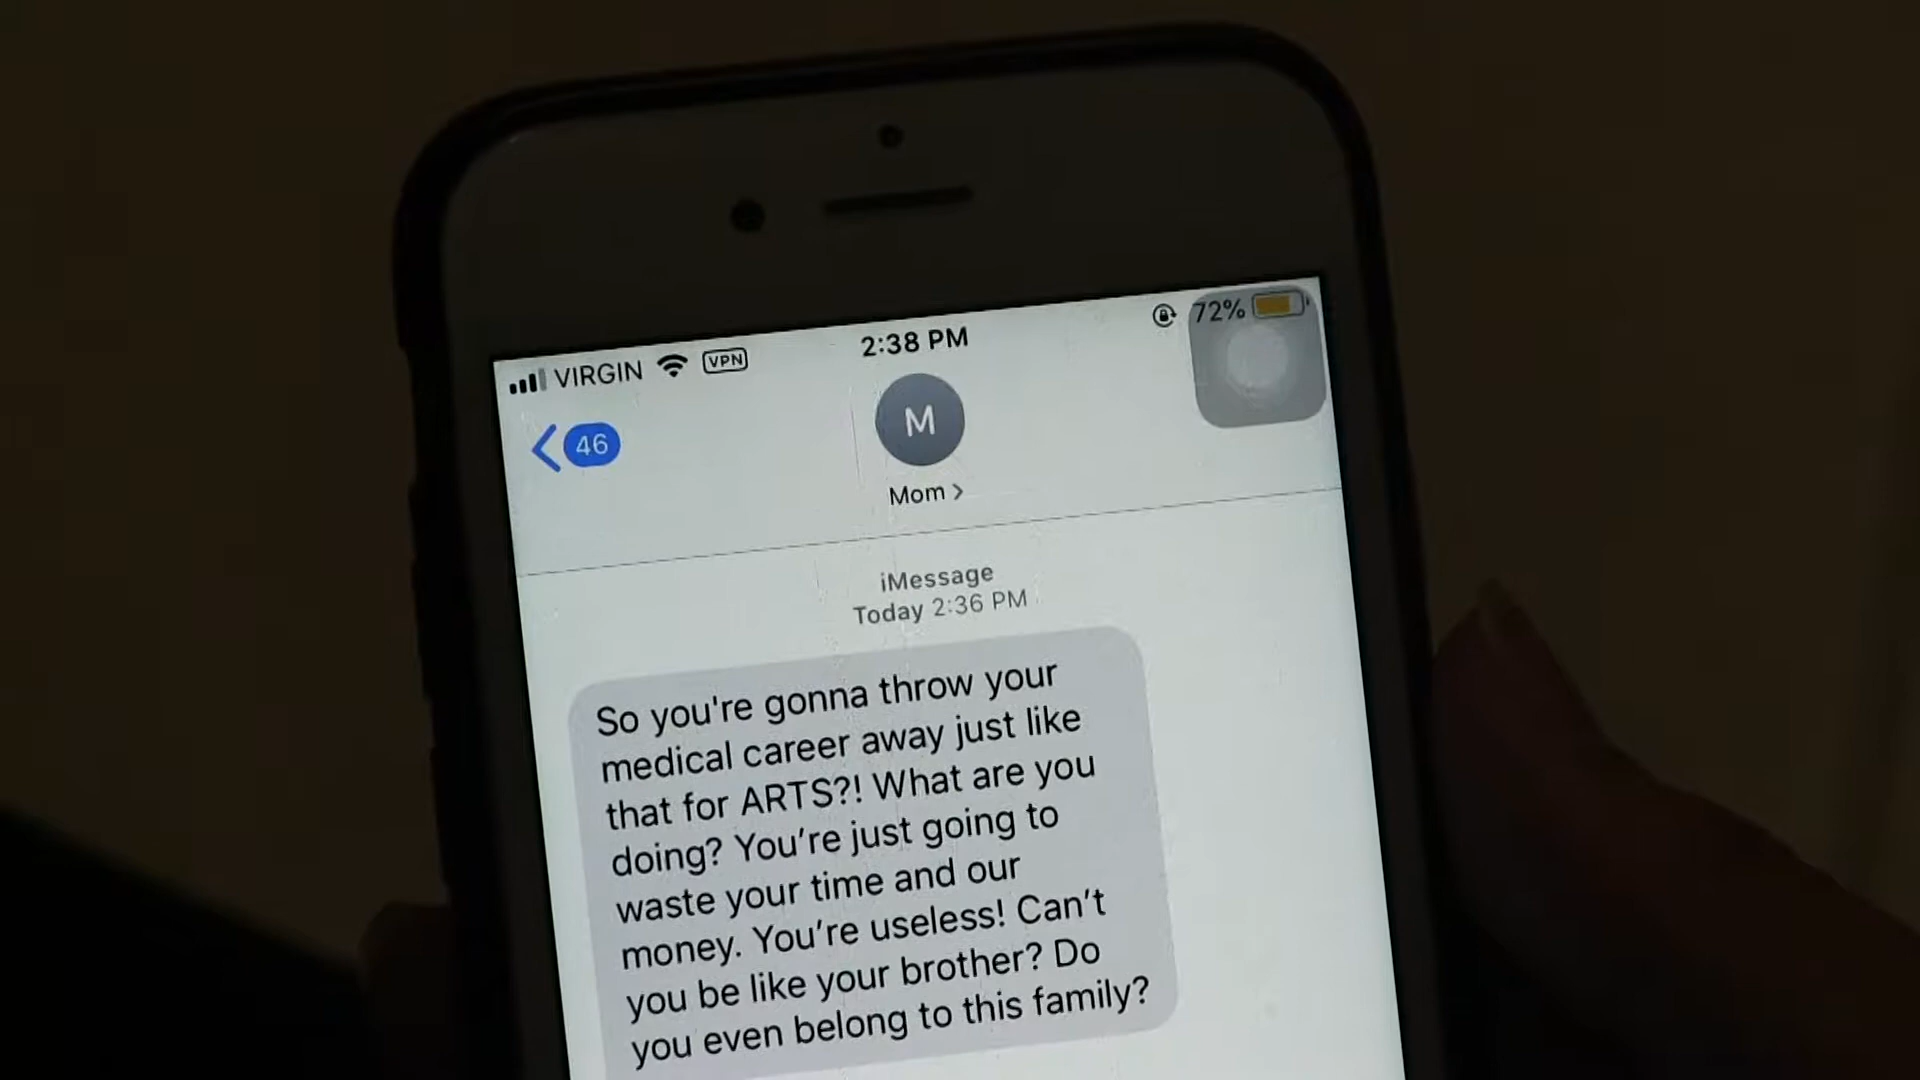 VIRGIN VPN 2:38 PM 72%
46
M
Mom >
iMessage
Today 2:36 PM
So you're gonna throw your
medical career away just like
that for ARTS?! What are you
doing? You're just going to
waste your time and our
money. You're useless! Can't
you be like your brother? Do
you even belong to this family?